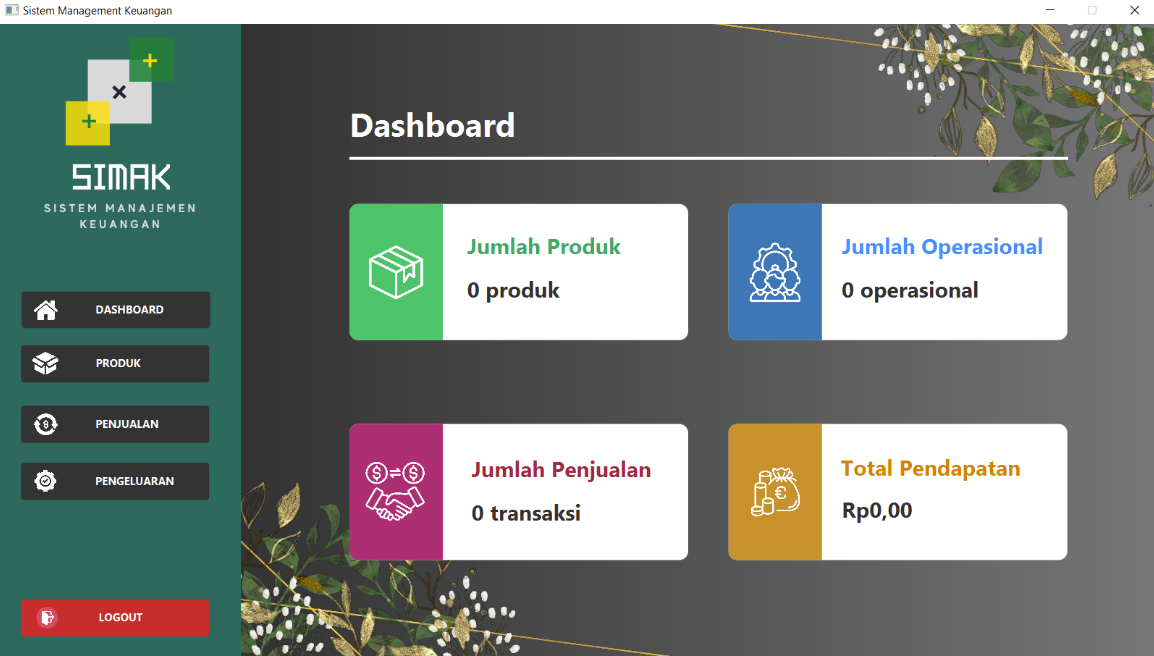 Sistem Management Keuangan
SIMAK
SISTEM MANAJEMEN
KEUANGAN
DASHBOARD
PRODUK
PENJUALAN
PENGELUARAN
LOGOUT
Dashboard
Jumlah Produk
0 produk
Jumlah Operasional
0 operasional
Jumlah Penjualan
0 transaksi
Total Pendapatan
Rp0,00